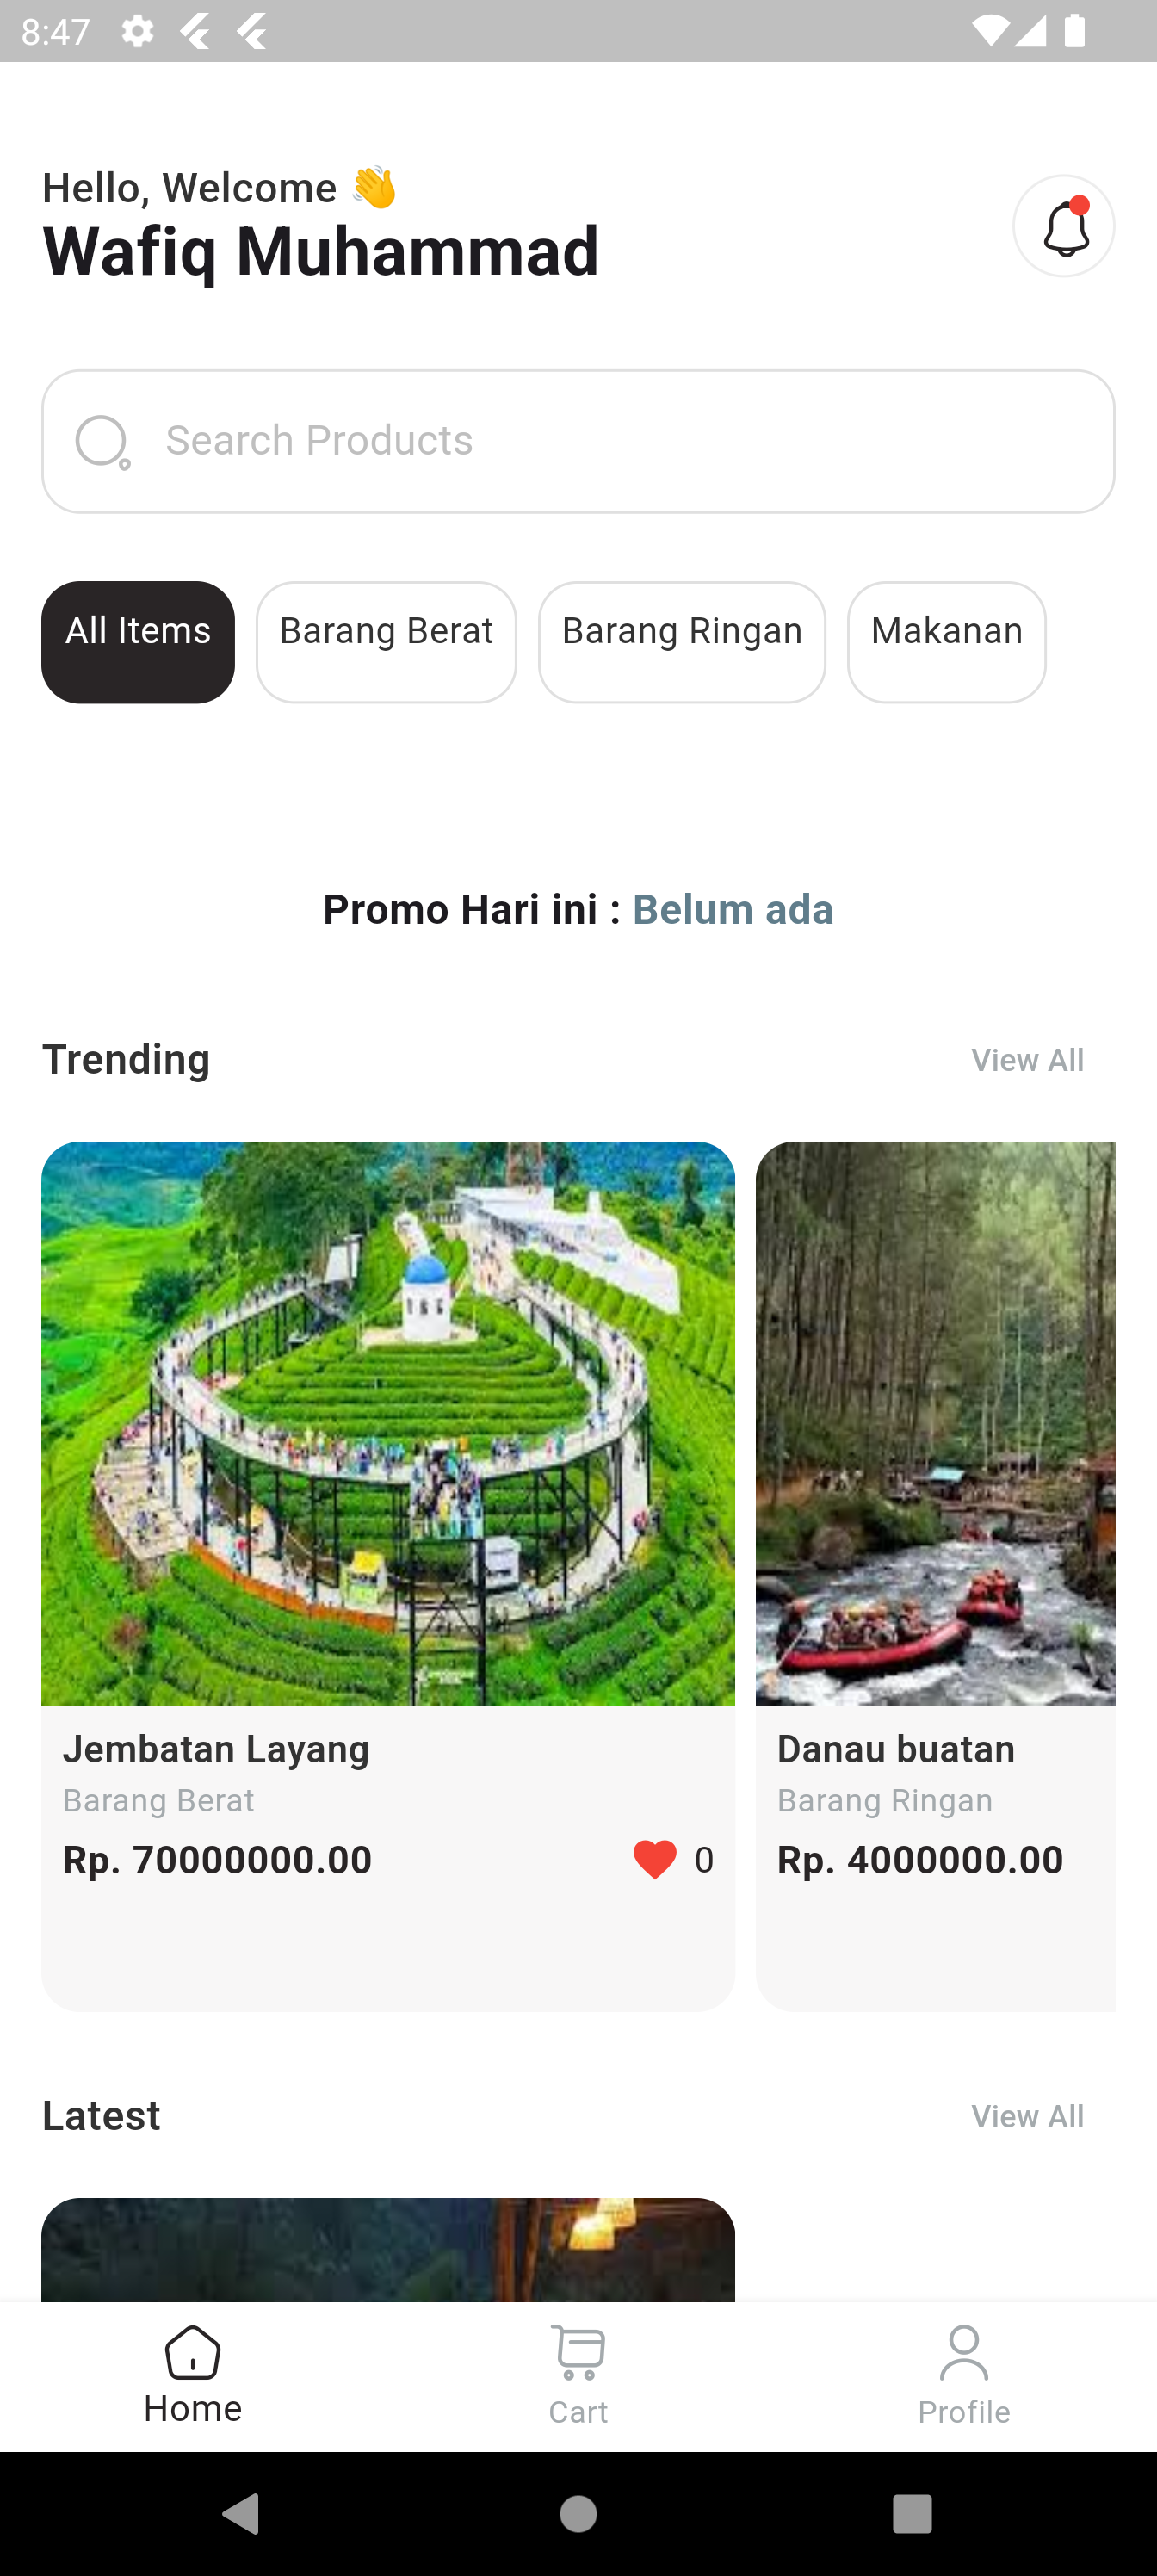 8:47
Hello, Welcome 👋
Wafiq Muhammad
Search Products
All Items
Barang Berat
Barang Ringan
Makanan
Promo Hari ini : Belum ada
Trending
View All
Jembatan Layang
Barang Berat
Rp. 70000000.00
0
Danau buatan
Barang Ringan
Rp. 4000000.00
Latest
View All
Home
Cart
Profile